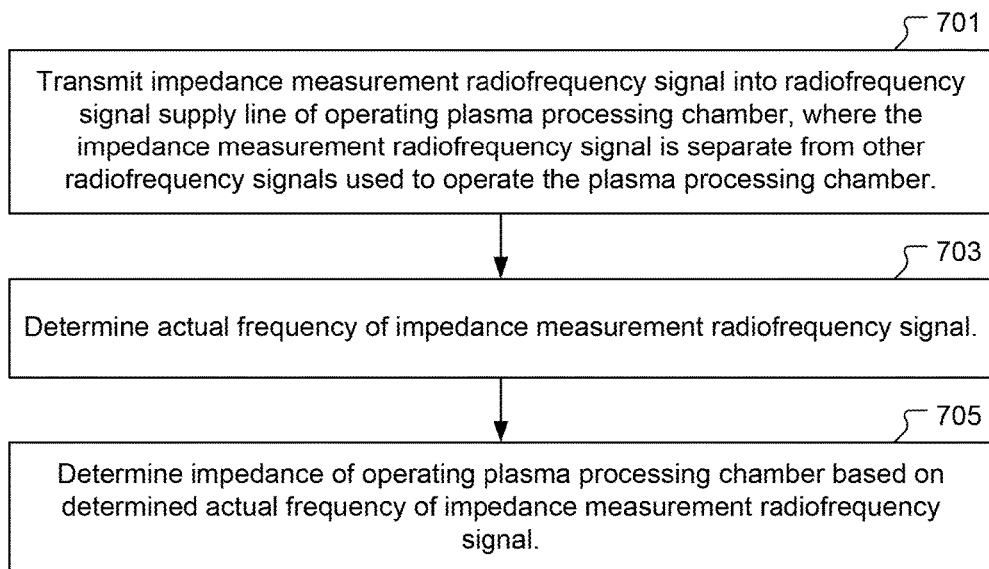 701
Transmit impedance measurement radiofrequency signal into radiofrequency
signal supply line of operating plasma processing chamber, where the
impedance measurement radiofrequency signal is separate from other
radiofrequency signals used to operate the plasma processing chamber.
703
Determine actual frequency of impedance measurement radiofrequency signal.
705
Determine impedance of operating plasma processing chamber based on
determined actual frequency of impedance measurement radiofrequency
signal.